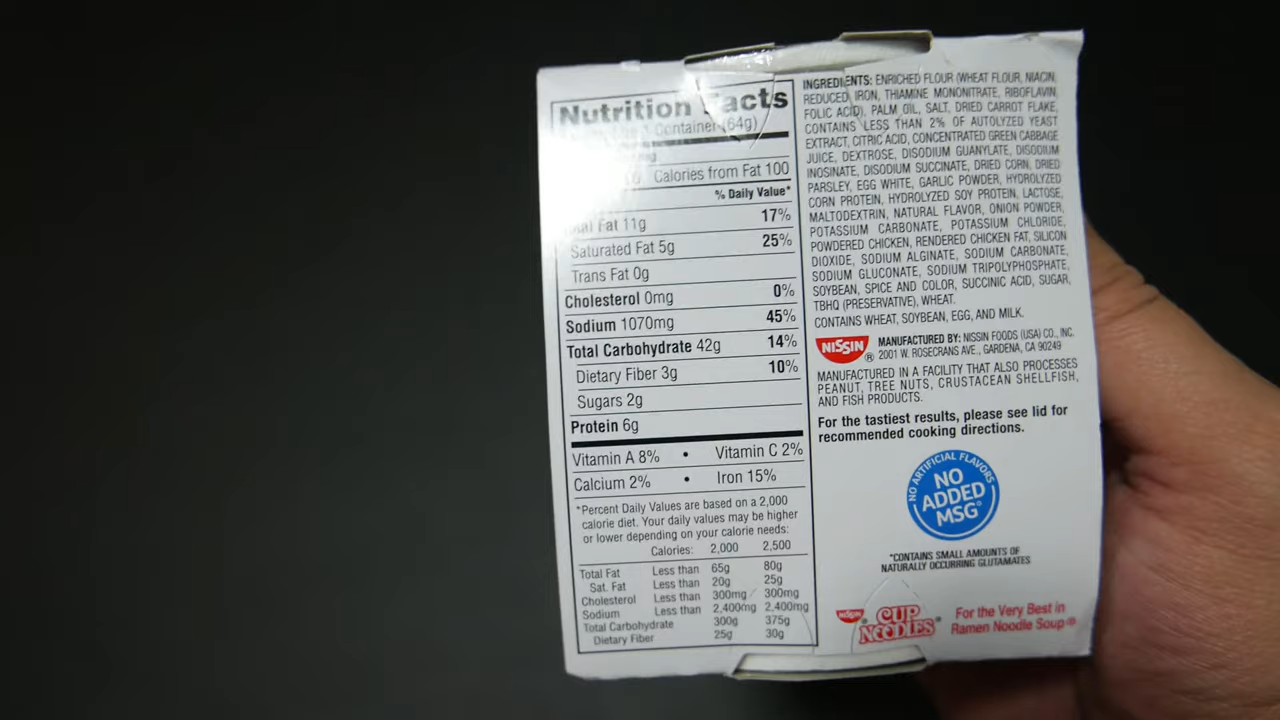 Nutrition Facts
Container (64g)
Calories from Fat 100
% Daily Value*
Fat 11g 17%
Saturated Fat 5g 25%
Trans Fat 0g
Cholesterol 0mg 0%
Sodium 1070mg 45%
Total Carbohydrate 42g 14%
Dietary Fiber 3g 10%
Sugars 2g
Protein 6g
Vitamin A 8% • Vitamin C 2%
Calcium 2% • Iron 15%
*Percent Daily Values are based on a 2,000
calorie diet. Your daily values may be higher
or lower depending on your calorie needs:
Calories: 2,000 2,500
Total Fat Less than 65g 80g
Sat. Fat Less than 20g 25g
Cholesterol Less than 300mg 300mg
Sodium Less than 2,400mg 2,400mg
Total Carbohydrate 300g 375g
Dietary Fiber 25g 30g
INGREDIENTS: ENRICHED FLOUR (WHEAT FLOUR, NIACIN,
REDUCED IRON, THIAMINE MONONITRATE, RIBOFLAVIN,
FOLIC ACID), PALM OIL, SALT, DRIED CARROT FLAKE,
CONTAINS LESS THAN 2% OF AUTOLYZED YEAST
EXTRACT, CITRIC ACID, CONCENTRATED GREEN CABBAGE
JUICE, DEXTROSE, DISODIUM GUANYLATE, DISODIUM
INOSINATE, DISODIUM SUCCINATE, DRIED CORN, DRIED
PARSLEY, EGG WHITE, GARLIC POWDER, HYDROLYZED
CORN PROTEIN, HYDROLYZED SOY PROTEIN, LACTOSE,
MALTODEXTRIN, NATURAL FLAVOR, ONION POWDER,
POTASSIUM CARBONATE, POTASSIUM CHLORIDE,
POWDERED CHICKEN, RENDERED CHICKEN FAT, SILICON
DIOXIDE, SODIUM ALGINATE, SODIUM CARBONATE,
SODIUM GLUCONATE, SODIUM TRIPOLYPHOSPHATE,
SOYBEAN, SPICE AND COLOR, SUCCINIC ACID, SUGAR,
TBHQ (PRESERVATIVE), WHEAT.
CONTAINS WHEAT, SOYBEAN, EGG, AND MILK.
NISSIN ® MANUFACTURED BY: NISSIN FOODS (USA) CO., INC.
2001 W. ROSECRANS AVE., GARDENA, CA 90249
MANUFACTURED IN A FACILITY THAT ALSO PROCESSES
PEANUT, TREE NUTS, CRUSTACEAN SHELLFISH,
AND FISH PRODUCTS.
For the tastiest results, please see lid for
recommended cooking directions.
NO ARTIFICIAL FLAVORS
NO
ADDED
MSG*
*CONTAINS SMALL AMOUNTS OF
NATURALLY OCCURRING GLUTAMATES
NISSIN CUP
NOODLES®
For the Very Best in
Ramen Noodle Soup®